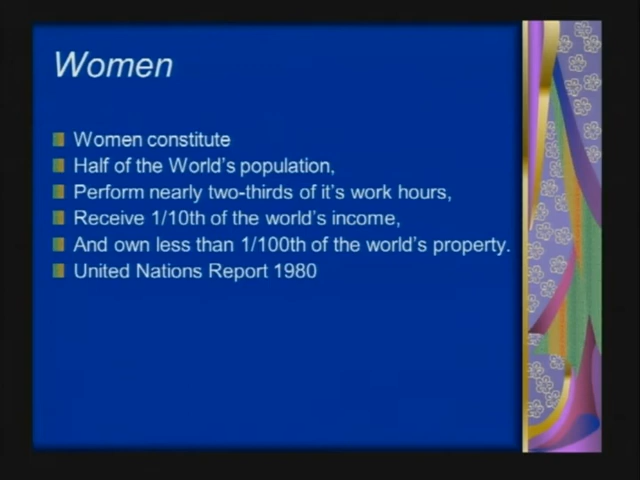 Women
Women constitute
Half of the World's population,
Perform nearly two-thirds of it's work hours,
Receive 1/10th of the world's income,
And own less than 1/100th of the world's property.
United Nations Report 1980